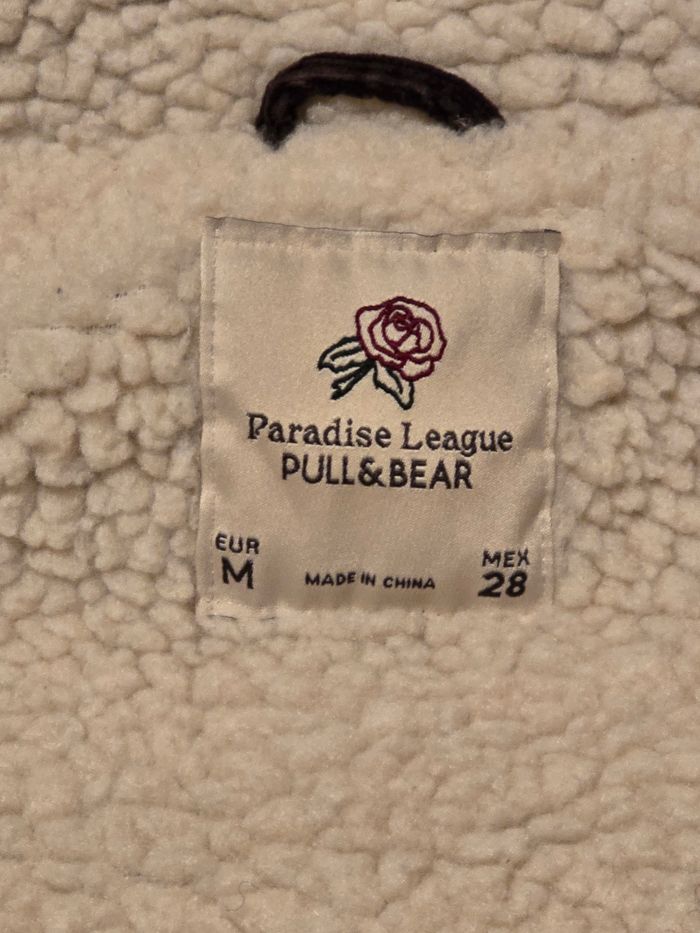 Paradise League
PULL&BEAR
EUR
M
MADE IN CHINA
MEX
28